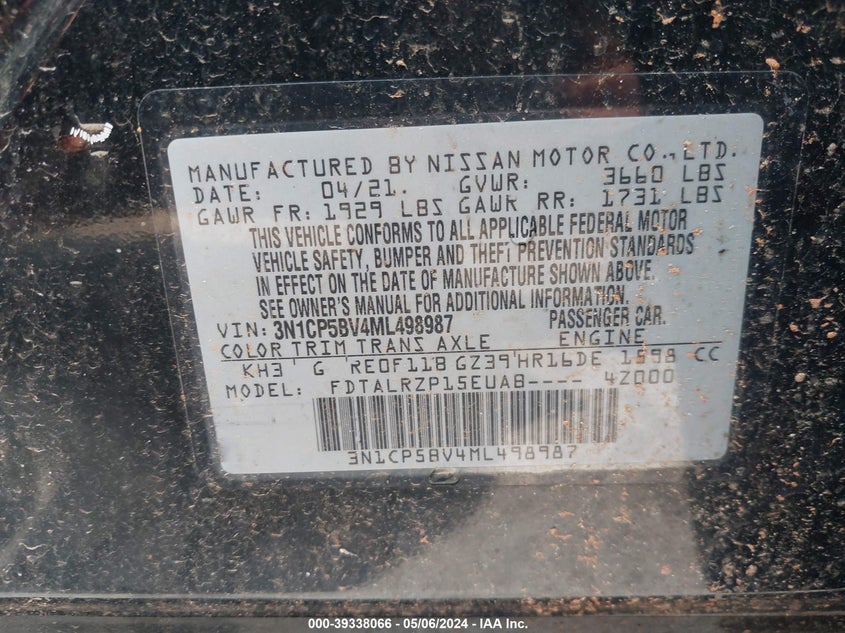 MANUFACTURED BY NISSAN MOTOR CO., LTD.
DATE: 04/21. GVWR: 3660 LBS
GAWR FR: 1929 LBS GAWR RR: 1731 LBS
THIS VEHICLE CONFORMS TO ALL APPLICABLE FEDERAL MOTOR
VEHICLE SAFETY, BUMPER AND THEFT PREVENTION STANDARDS
IN EFFECT ON THE DATE OF MANUFACTURE SHOWN ABOVE.
SEE OWNER'S MANUAL FOR ADDITIONAL INFORMATION.
VIN: 3N1CP5BV4ML498987 PASSENGER CAR.
COLOR TRIM TRANS AXLE ENGINE
KH3 G RE0F11B GZ39 HR16DE 1598 CC
MODEL: FDTALRZP15EUAB---- 4Z000
3N1CP5BV4ML498987
000-39338066 - 05/06/2024 - IAA Inc.